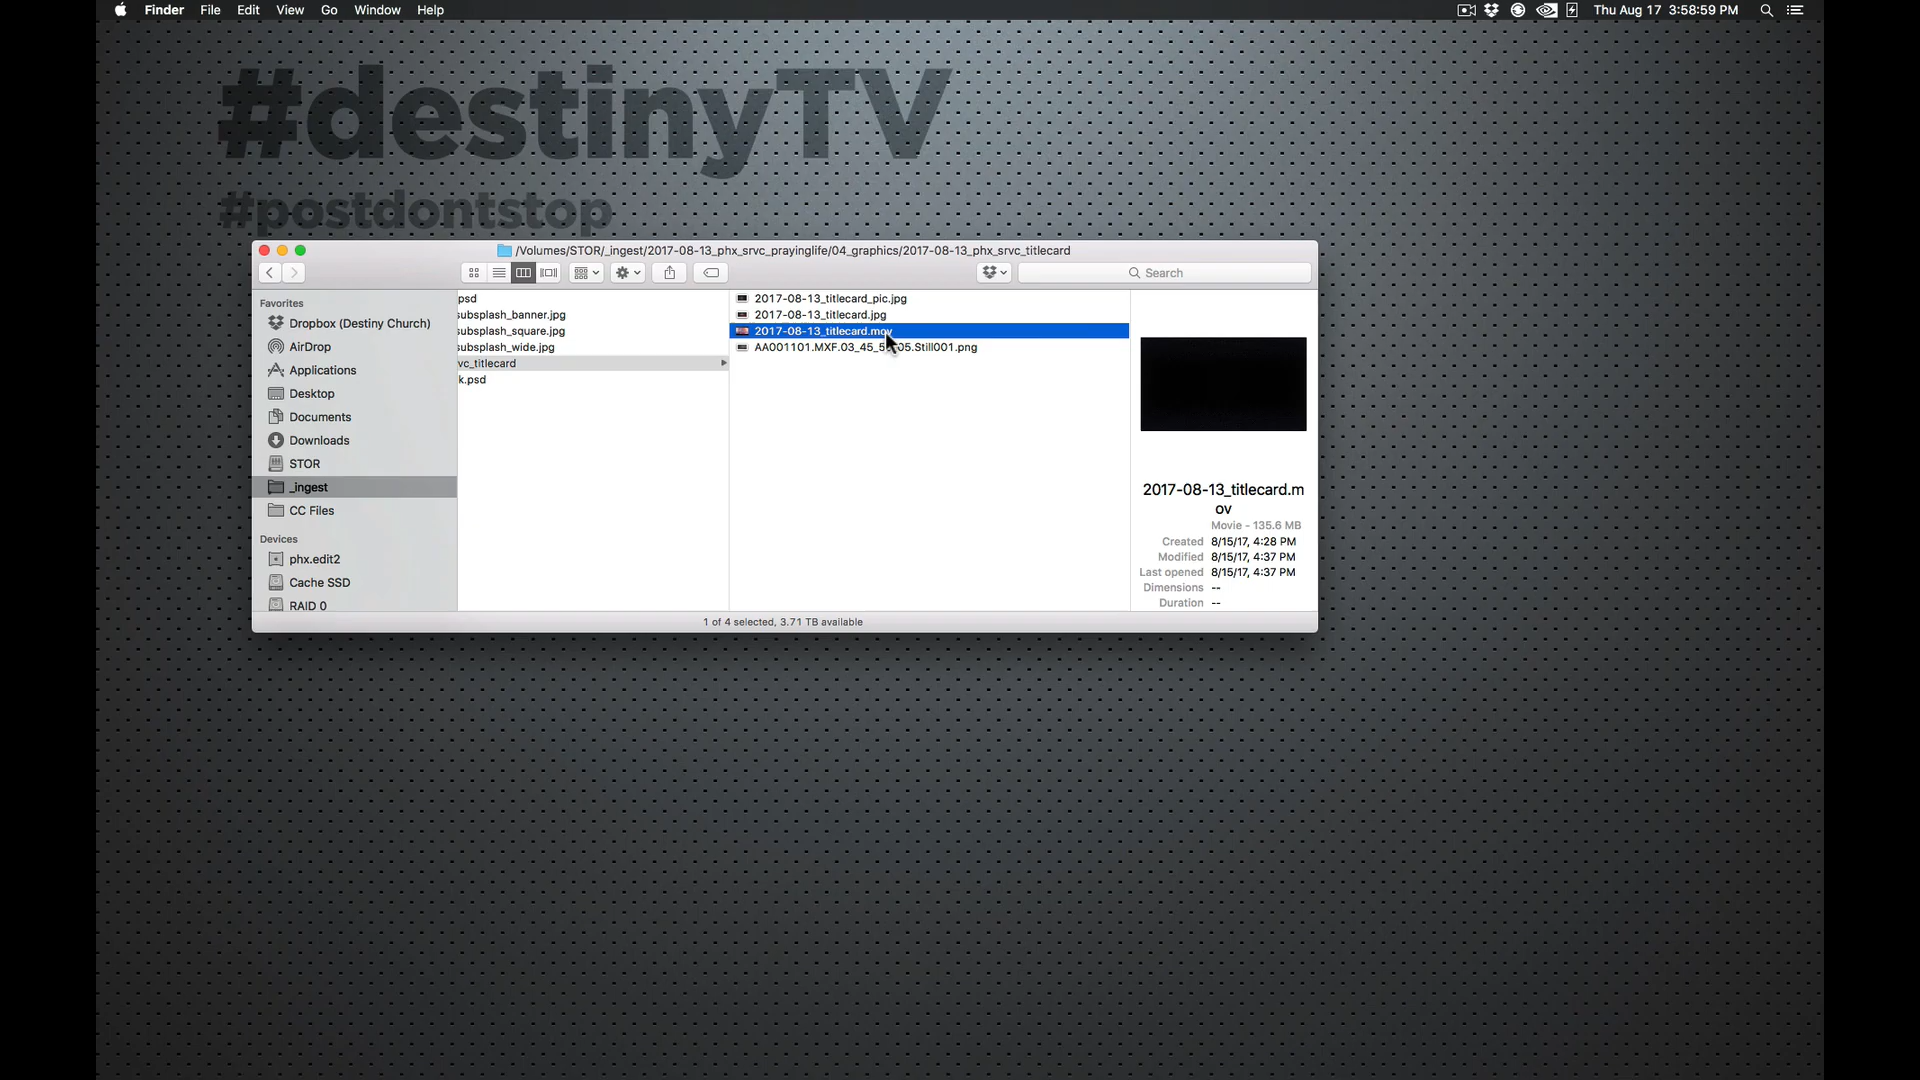 Finder File Edit View Go Window Help
Thu Aug 17 3:58:59 PM
#destinyTV
#postdontstop
/Volumes/STOR/_ingest/2017-08-13_phx_srvc_prayinglife/04_graphics/2017-08-13_phx_srvc_titlecard
Search
Favorites
Dropbox (Destiny Church)
AirDrop
Applications
Desktop
Documents
Downloads
STOR
_ingest
CC Files
Devices
phx.edit2
Cache SSD
RAID 0
psd
subsplash_banner.jpg
subsplash_square.jpg
subsplash_wide.jpg
vc_titlecard
k.psd
2017-08-13_titlecard_pic.jpg
2017-08-13_titlecard.jpg
2017-08-13_titlecard.mov
2017-08-13_titlecard.m
ov
Movie - 135.6 MB
Created 8/15/17, 4:28 PM
Modified 8/15/17, 4:37 PM
Last opened 8/15/17, 4:37 PM
Dimensions --
Duration --
1 of 4 selected, 3.71 TB available